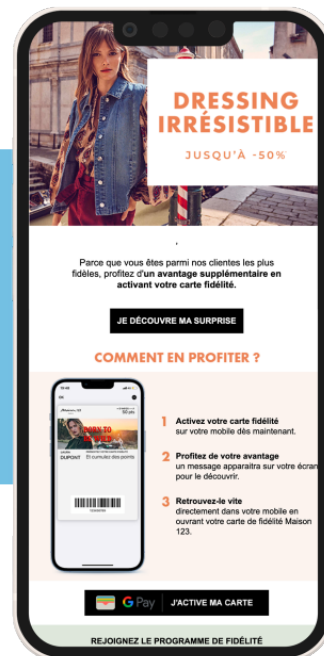 DRESSING
IRRÉSISTIBLE
JUSQU'À -50%
Parce que vous êtes parmi nos clientes les plus
fidèles, profitez d'un avantage supplémentaire en
activant votre carte fidélité.
JE DÉCOUVRE MA SURPRISE
COMMENT EN PROFITER ?
DUPONT
Et cumulez des points
1 Activez votre carte fidélité
sur votre mobile dès maintenant.
2 Profitez de votre avantage
un message apparaitra sur votre écran
pour le découvrir.
3 Retrouvez-le vite
directement dans votre mobile en
ouvrant votre carte de fidélité Maison
123.
G Pay
J'ACTIVE MA CARTE
REJOIGNEZ LE PROGRAMME DE FIDÉLITÉ